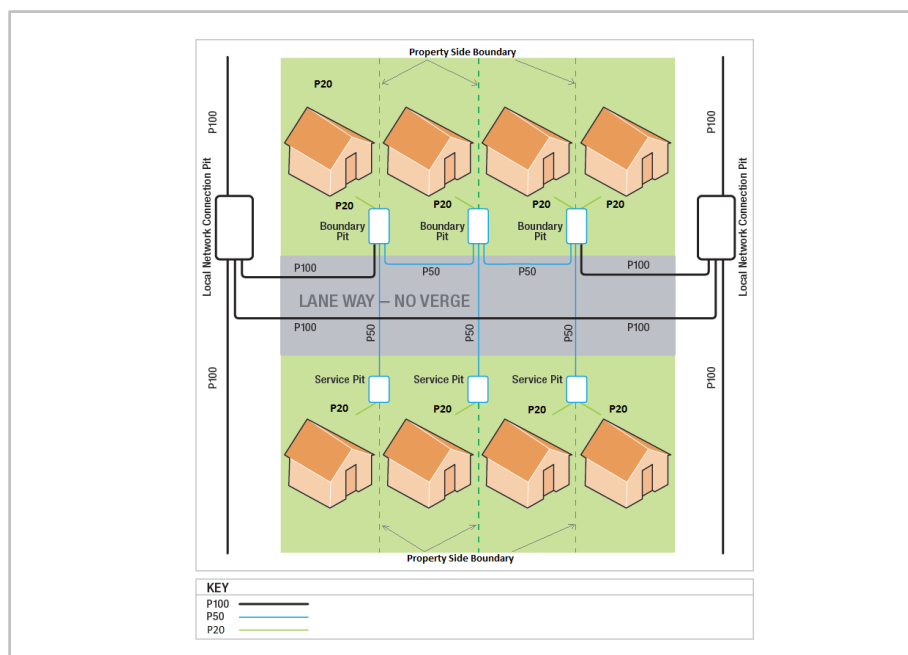 Property Side Boundary
P20
P100
P100
Local Network Connection Pit
Local Network Connection Pit
P20
P20
P20
P20
Boundary
Pit
Boundary
Pit
Boundary
Pit
P100
P50
P50
P100
LANE WAY – NO VERGE
P100
P50
P50
P50
P100
P100
P100
Service Pit
Service Pit
Service Pit
P20
P20
P20
P20
Property Side Boundary
KEY
P100
P50
P20